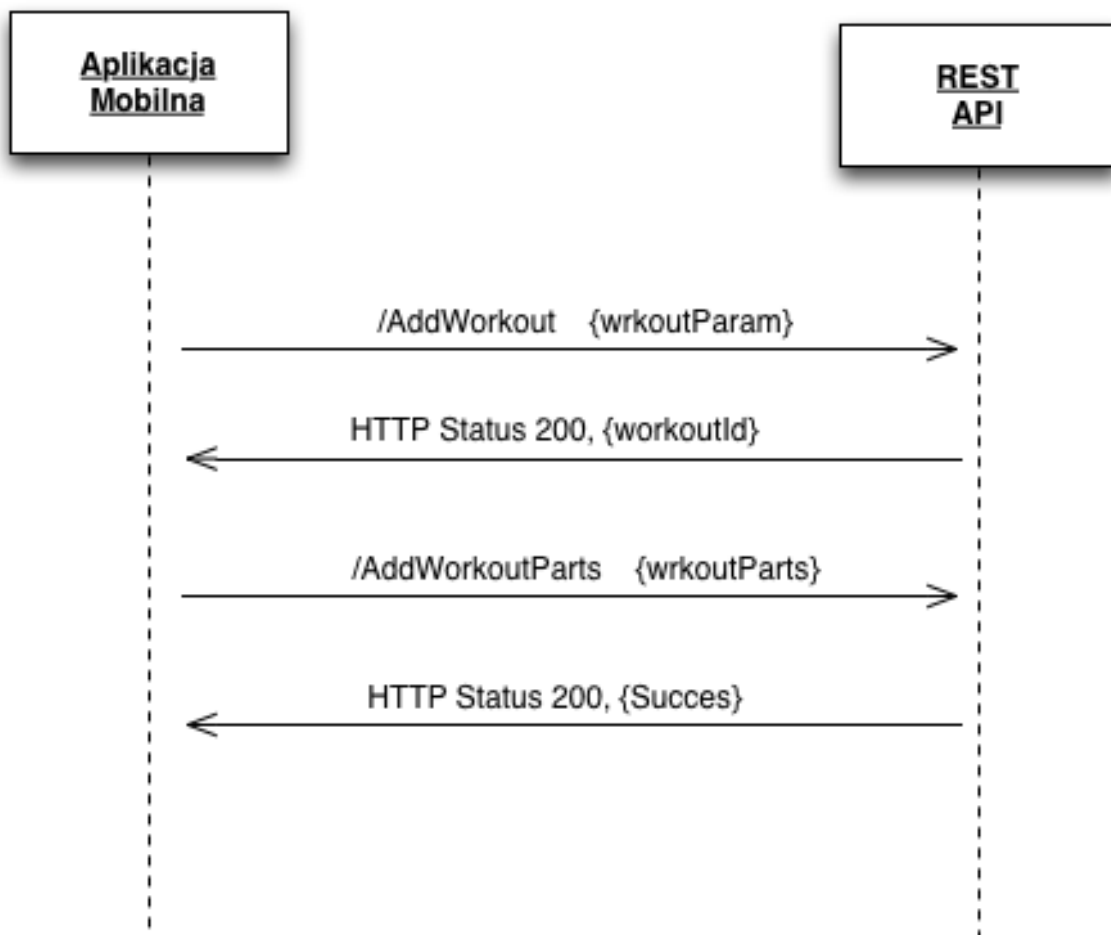 Aplikacja
Mobilna
REST
API
/AddWorkout {wrkoutParam}
HTTP Status 200, {workoutId}
/AddWorkoutParts {wrkoutParts}
HTTP Status 200, {Succes}